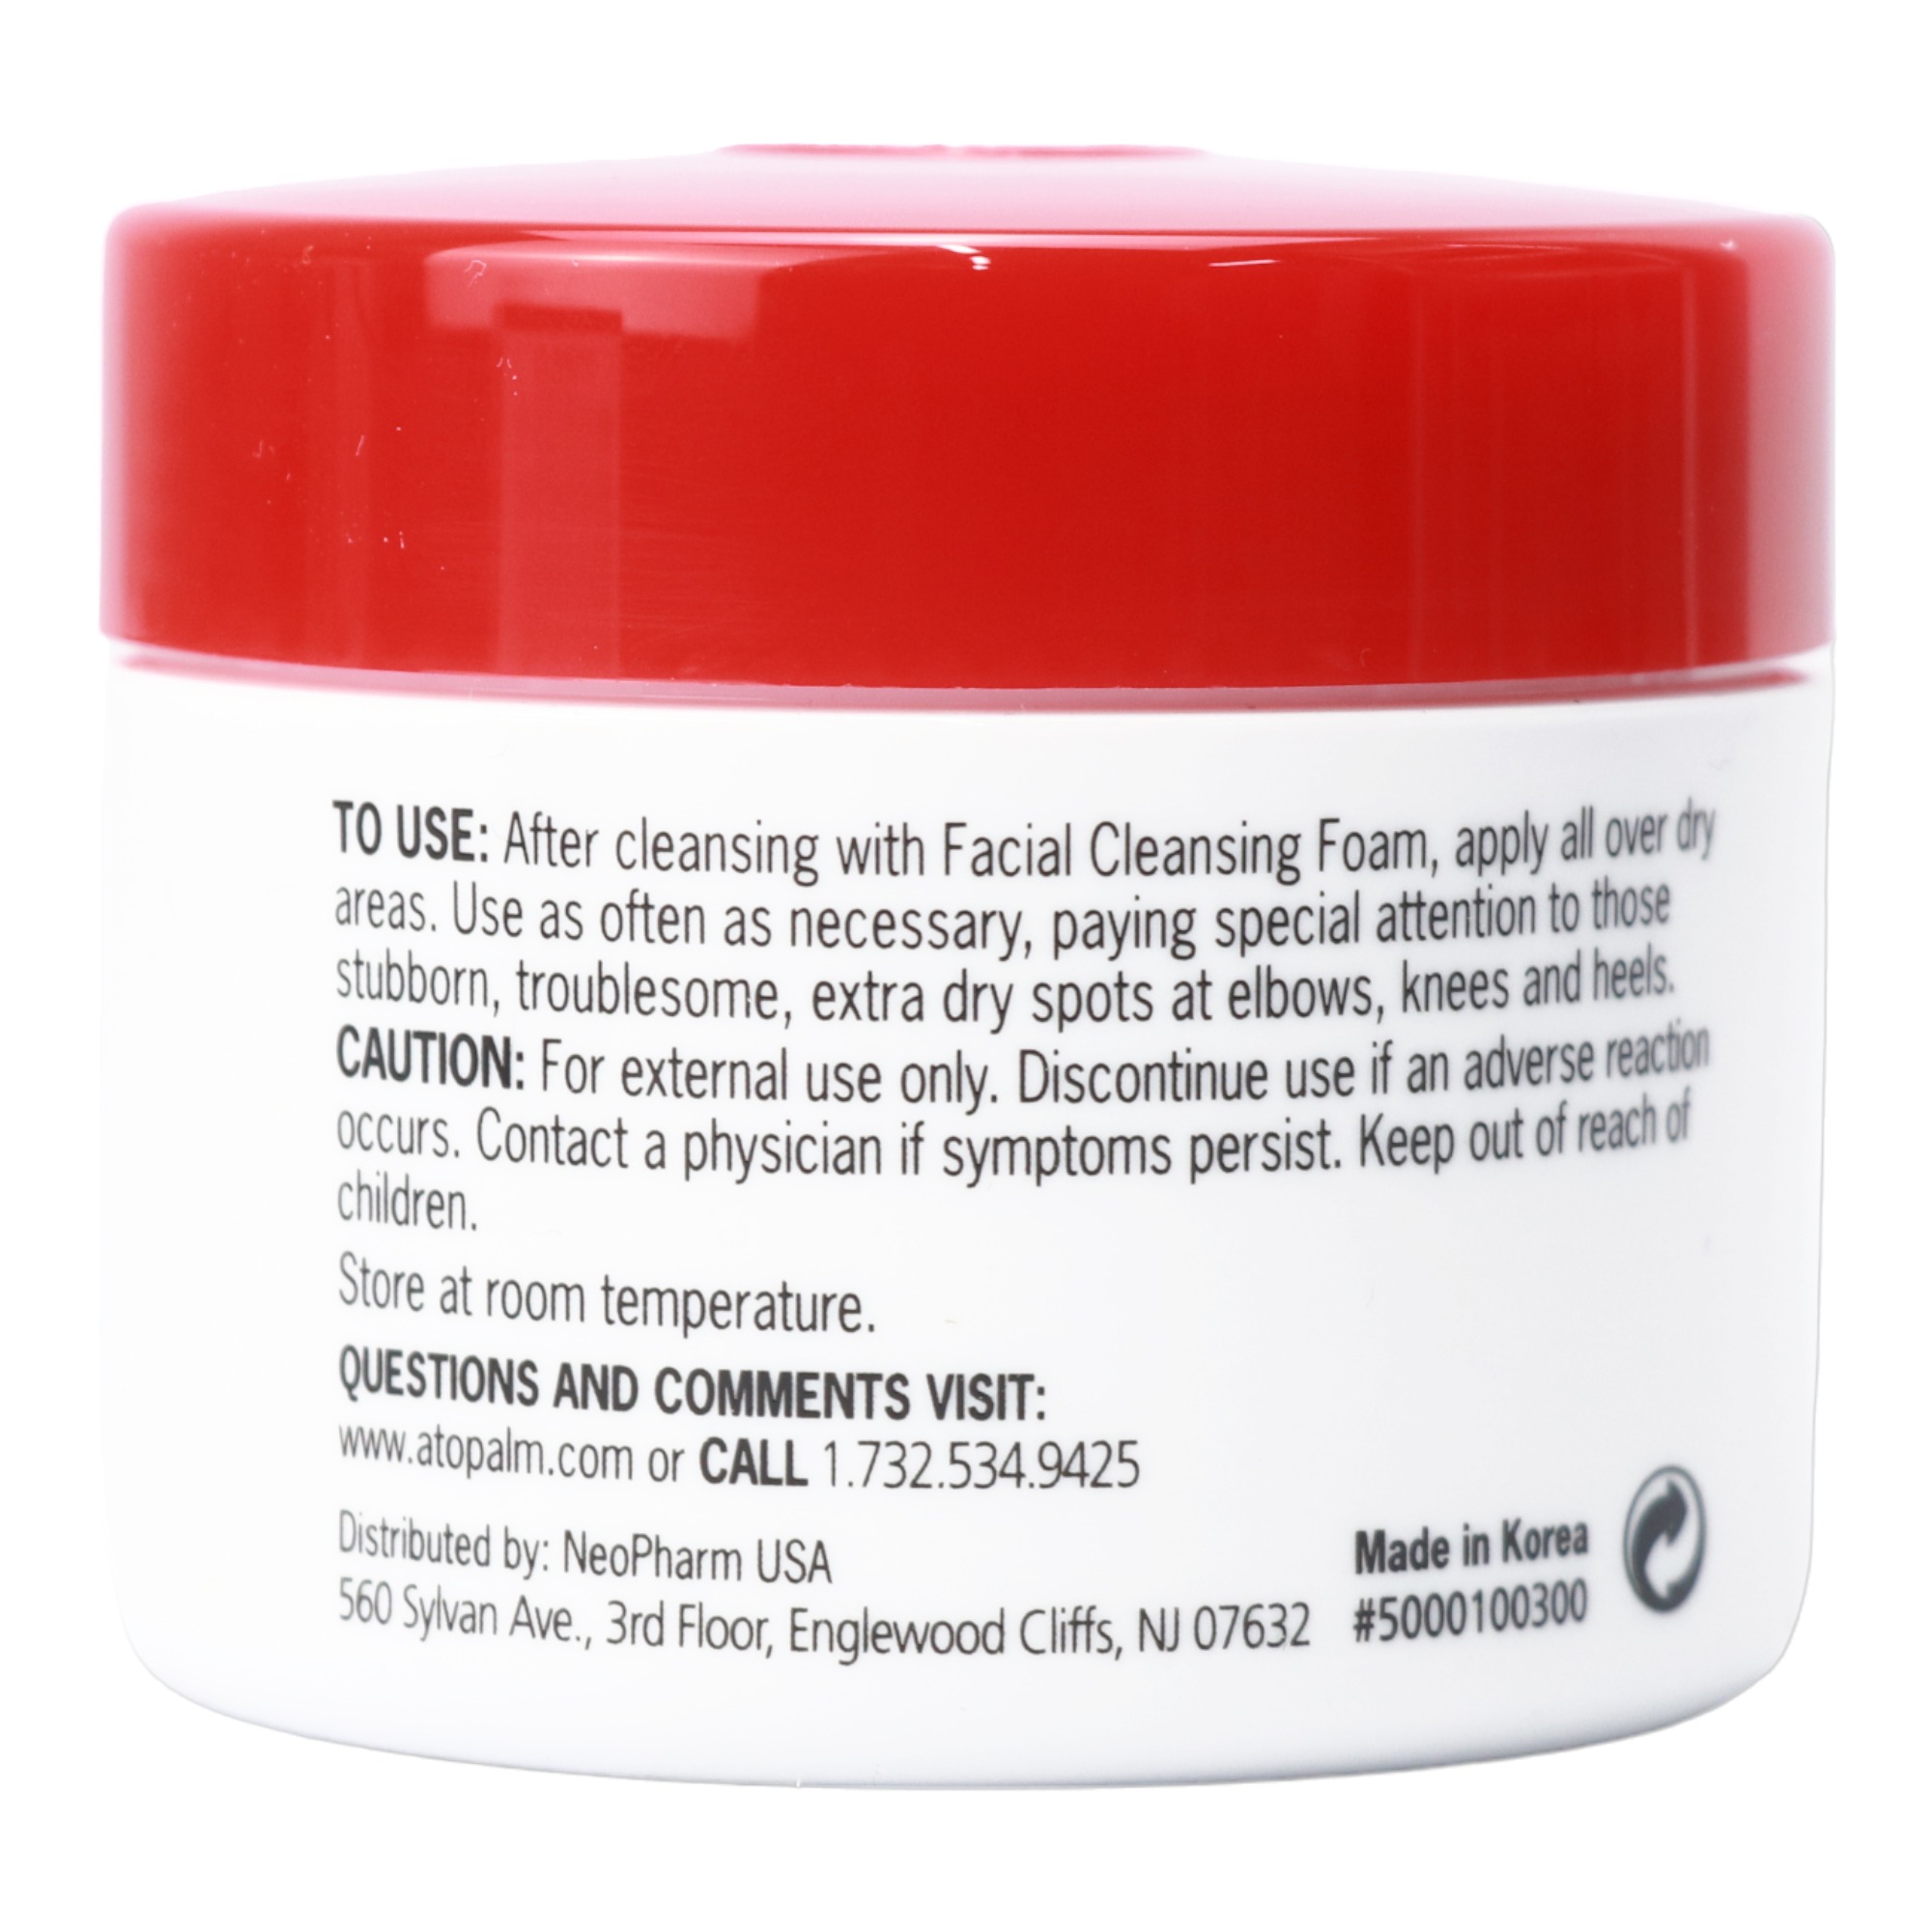 TO USE: After cleansing with Facial Cleansing Foam, apply all over dry
areas. Use as often as necessary, paying special attention to those
stubborn, troublesome, extra dry spots at elbows, knees and heels.
CAUTION: For external use only. Discontinue use if an adverse reaction
occurs. Contact a physician if symptoms persist. Keep out of reach of
children.
Store at room temperature.
QUESTIONS AND COMMENTS VISIT:
www.atopalm.com or CALL 1.732.534.9425
Distributed by: NeoPharm USA
560 Sylvan Ave., 3rd Floor, Englewood Cliffs, NJ 07632
Made in Korea
#5000100300